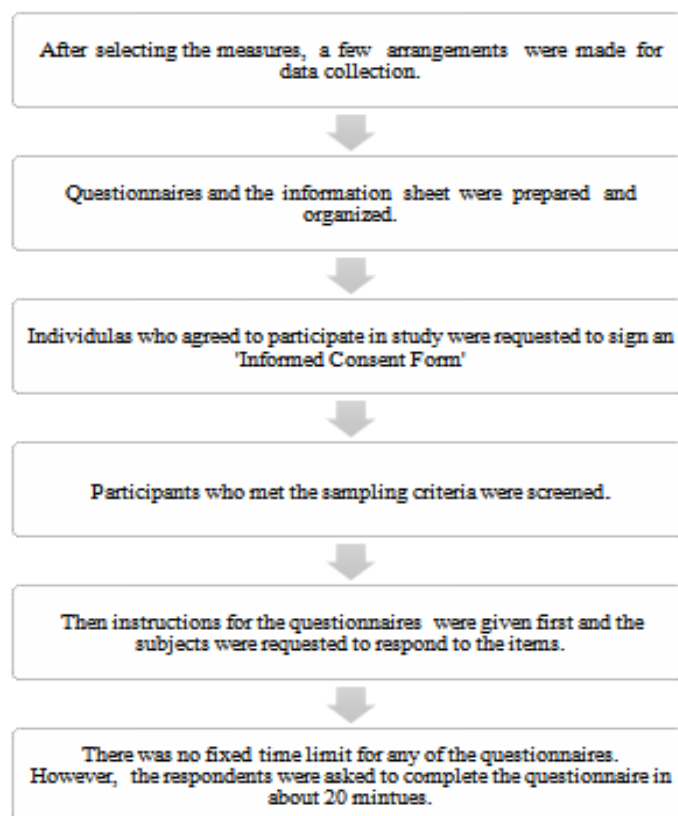 After selecting the measures, a few arrangements were made for
data collection.
Questionnaires and the information sheet were prepared and
organized.
Individulas who agreed to participate in study were requested to sign an
'Informed Consent Form'
Participants who met the sampling criteria were screened.
Then instructions for the questionnaires were given first and the
subjects were requested to respond to the items.
There was no fixed time limit for any of the questionnaires.
However, the respondents were asked to complete the questionnaire in
about 20 mintues.